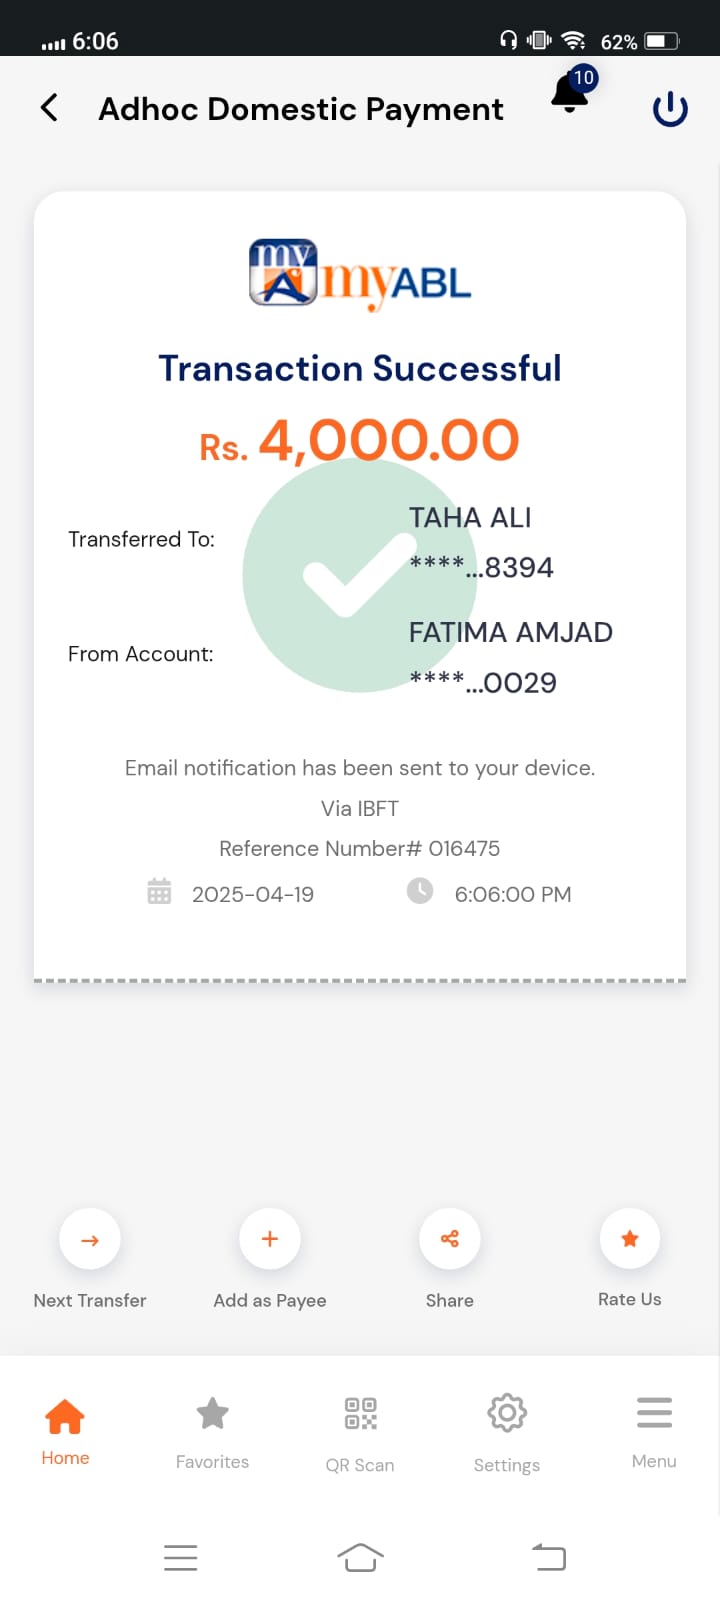 6:06
62%
Adhoc Domestic Payment
10
my
A
myABL
Transaction Successful
Rs. 4,000.00
Transferred To:
TAHA ALI
****...8394
From Account:
FATIMA AMJAD
****...0029
Email notification has been sent to your device.
Via IBFT
Reference Number# 016475
2025-04-19 6:06:00 PM
Next Transfer
Add as Payee
Share
Rate Us
Home
Favorites
QR Scan
Settings
Menu